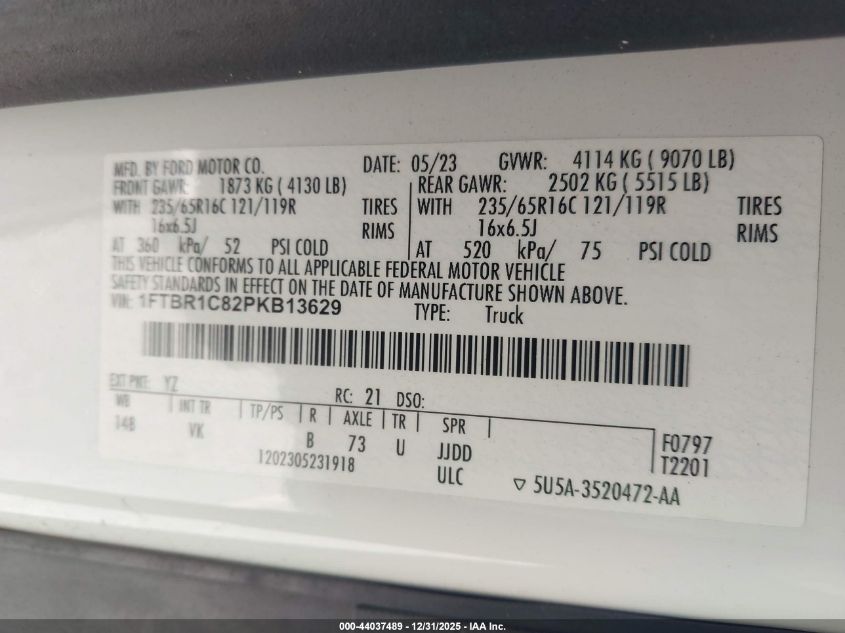 MFD. BY FORD MOTOR CO. DATE: 05/23 GVWR: 4114 KG ( 9070 LB)
FRONT GAWR: 1873 KG ( 4130 LB) REAR GAWR: 2502 KG ( 5515 LB)
WITH 235/65R16C 121/119R TIRES WITH 235/65R16C 121/119R TIRES
16x6.5J RIMS 16x6.5J RIMS
AT 360 kPa/ 52 PSI COLD AT 520 kPa/ 75 PSI COLD
THIS VEHICLE CONFORMS TO ALL APPLICABLE FEDERAL MOTOR VEHICLE
SAFETY STANDARDS IN EFFECT ON THE DATE OF MANUFACTURE SHOWN ABOVE.
VIN: 1FTBR1C82PKB13629 TYPE: Truck
EXT PNT: YZ RC: 21 DSO:
WB INT TR TP/PS R AXLE TR SPR
148 VK B 73 U JJDD F0797
1202305231918 ULC T2201
▽ 5U5A-3520472-AA
000-44037489 - 12/31/2025 - IAA Inc.